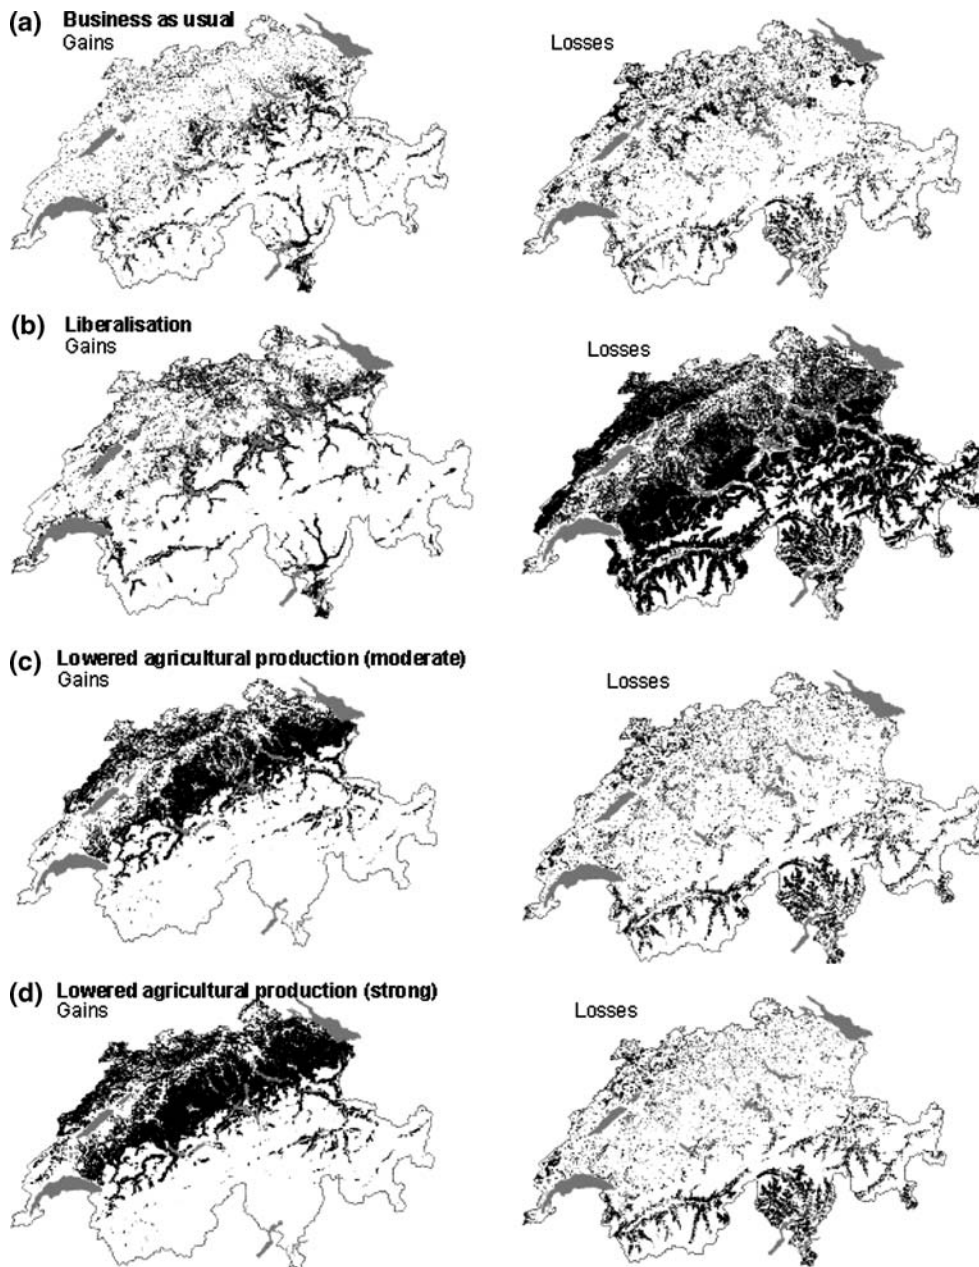 (a) Business as usual
Gains
Losses
(b) Liberalisation
Gains
Losses
(c) Lowered agricultural production (moderate)
Gains
Losses
(d) Lowered agricultural production (strong)
Gains
Losses